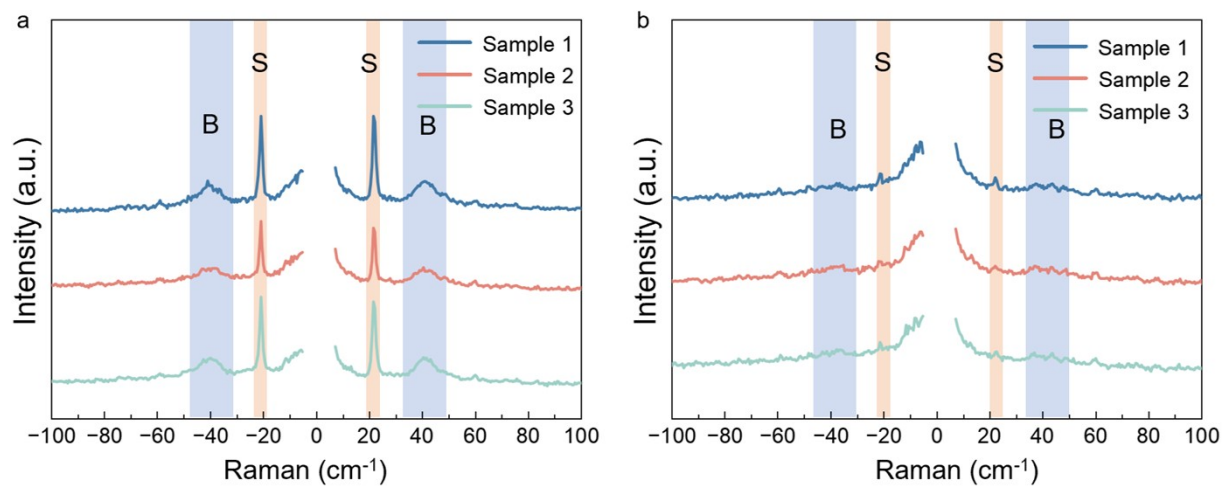 a
Sample 1
Sample 2
Sample 3
S
S
B
B
Intensity (a.u.)
−100
−80
−60
−40
−20
0
20
40
60
80
100
Raman (cm⁻¹)
b
Sample 1
Sample 2
Sample 3
S
S
B
B
Intensity (a.u.)
−100
−80
−60
−40
−20
0
20
40
60
80
100
Raman (cm⁻¹)